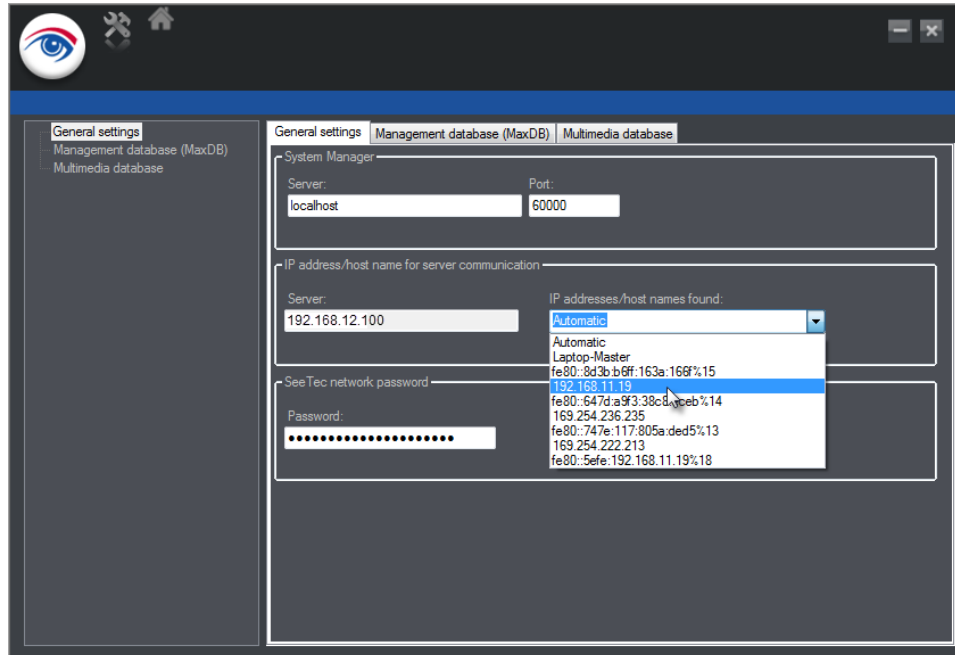 General settings
Management database (MaxDB)
Multimedia database
General settings Management database (MaxDB) Multimedia database
System Manager
Server: Port:
localhost 60000
IP address/host name for server communication
Server: IP addresses/host names found:
192.168.12.100 Automatic
Automatic
Laptop-Master
fe80::8d3b:b6ff:163a:166f%15
192.168.11.19
fe80::647d:a9f3:38c8:
169.254.236.235
fe80::747e:117:805a:ded5%13
169.254.222.213
fe80::5efe:192.168.11.19%18
SeeTec network password
Password:
●●●●●●●●●●●●●●●●●●●●●